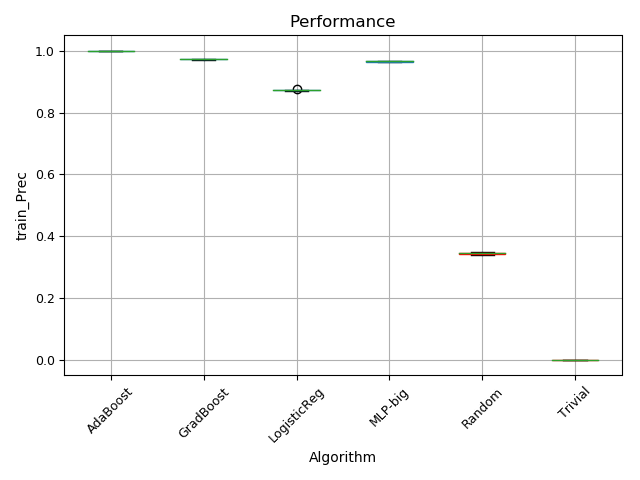 Performance
train_Prec
1.0
0.8
0.6
0.4
0.2
0.0
AdaBoost
GradBoost
LogisticReg
MLP-big
Random
Trivial
Algorithm